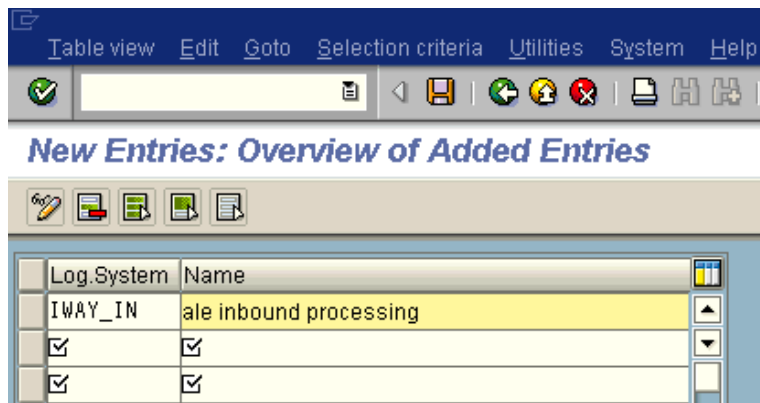 Table view Edit Goto Selection criteria Utilities System Help
New Entries: Overview of Added Entries
Log.System Name
IWAY_IN ale inbound processing